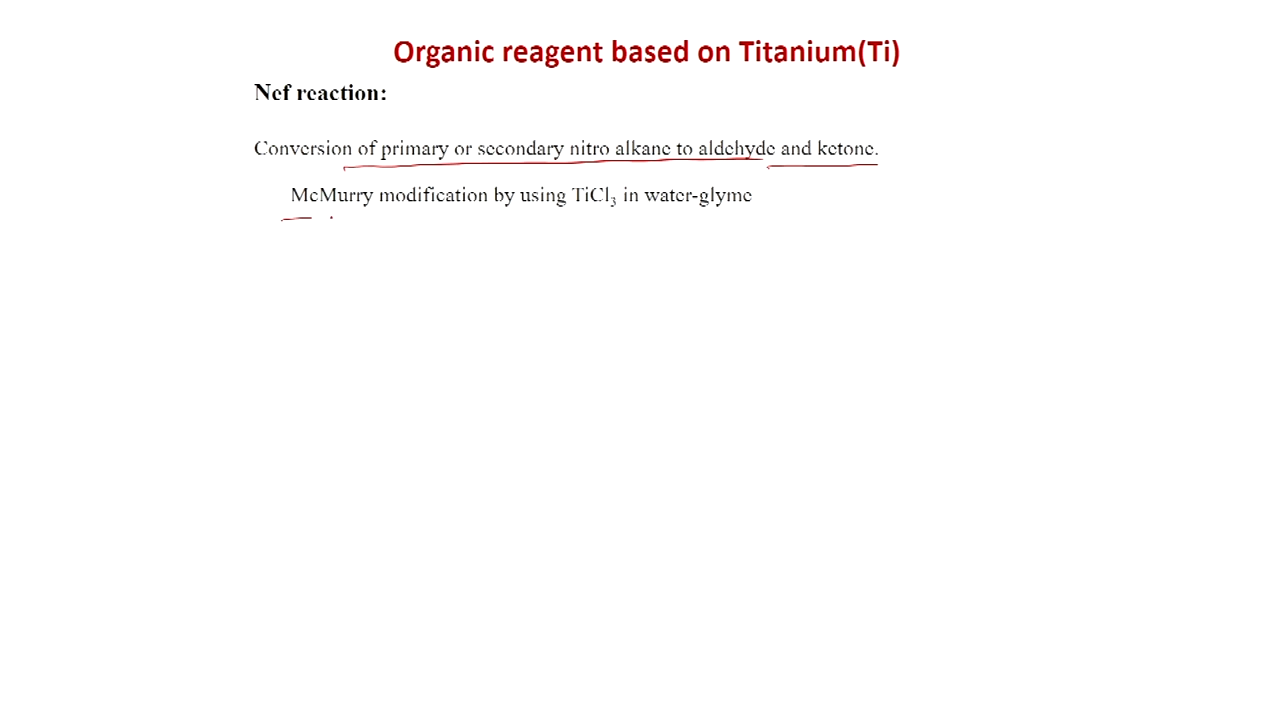 Organic reagent based on Titanium(Ti)
Nef reaction:
Conversion of primary or secondary nitro alkane to aldehyde and ketone.
McMurry modification by using TiCl₃ in water-glyme